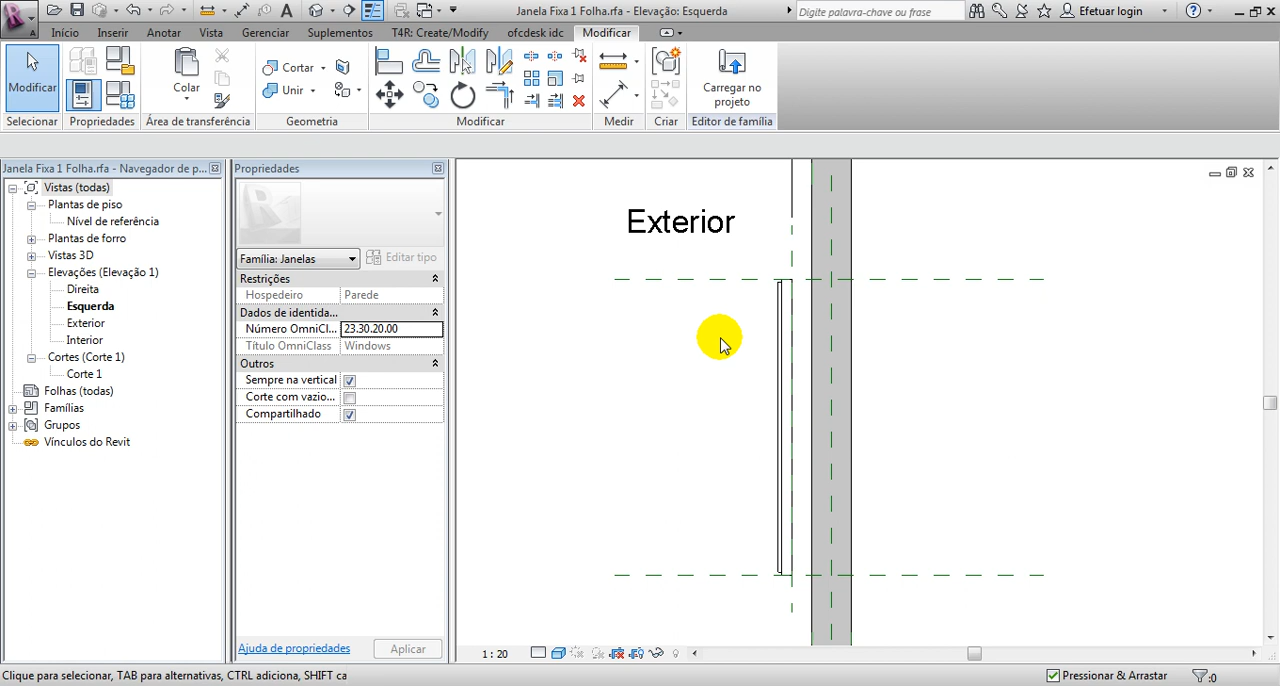 Janela Fixa 1 Folha.rfa - Elevação: Esquerda
Digite palavra-chave ou frase
Efetuar login
Início
Inserir
Anotar
Vista
Gerenciar
Suplementos
T4R: Create/Modify
ofcdesk idc
Modificar
Modificar
Colar
Cortar
Unir
Carregar no
projeto
Selecionar
Propriedades
Área de transferência
Geometria
Modificar
Medir
Criar
Editor de família
Janela Fixa 1 Folha.rfa - Navegador de p...
Vistas (todas)
Plantas de piso
Nível de referência
Plantas de forro
Vistas 3D
Elevações (Elevação 1)
Direita
Esquerda
Exterior
Interior
Cortes (Corte 1)
Corte 1
Folhas (todas)
Famílias
Grupos
Vínculos do Revit
Propriedades
Família: Janelas
Editar tipo
Restrições
Hospedeiro Parede
Dados de identida...
Número OmniCl... 23.30.20.00
Título OmniClass Windows
Outros
Sempre na vertical
Corte com vazio...
Compartilhado
Ajuda de propriedades
Aplicar
Exterior
1 : 20
Clique para selecionar, TAB para alternativas, CTRL adiciona, SHIFT ca
Pressionar & Arrastar
:0